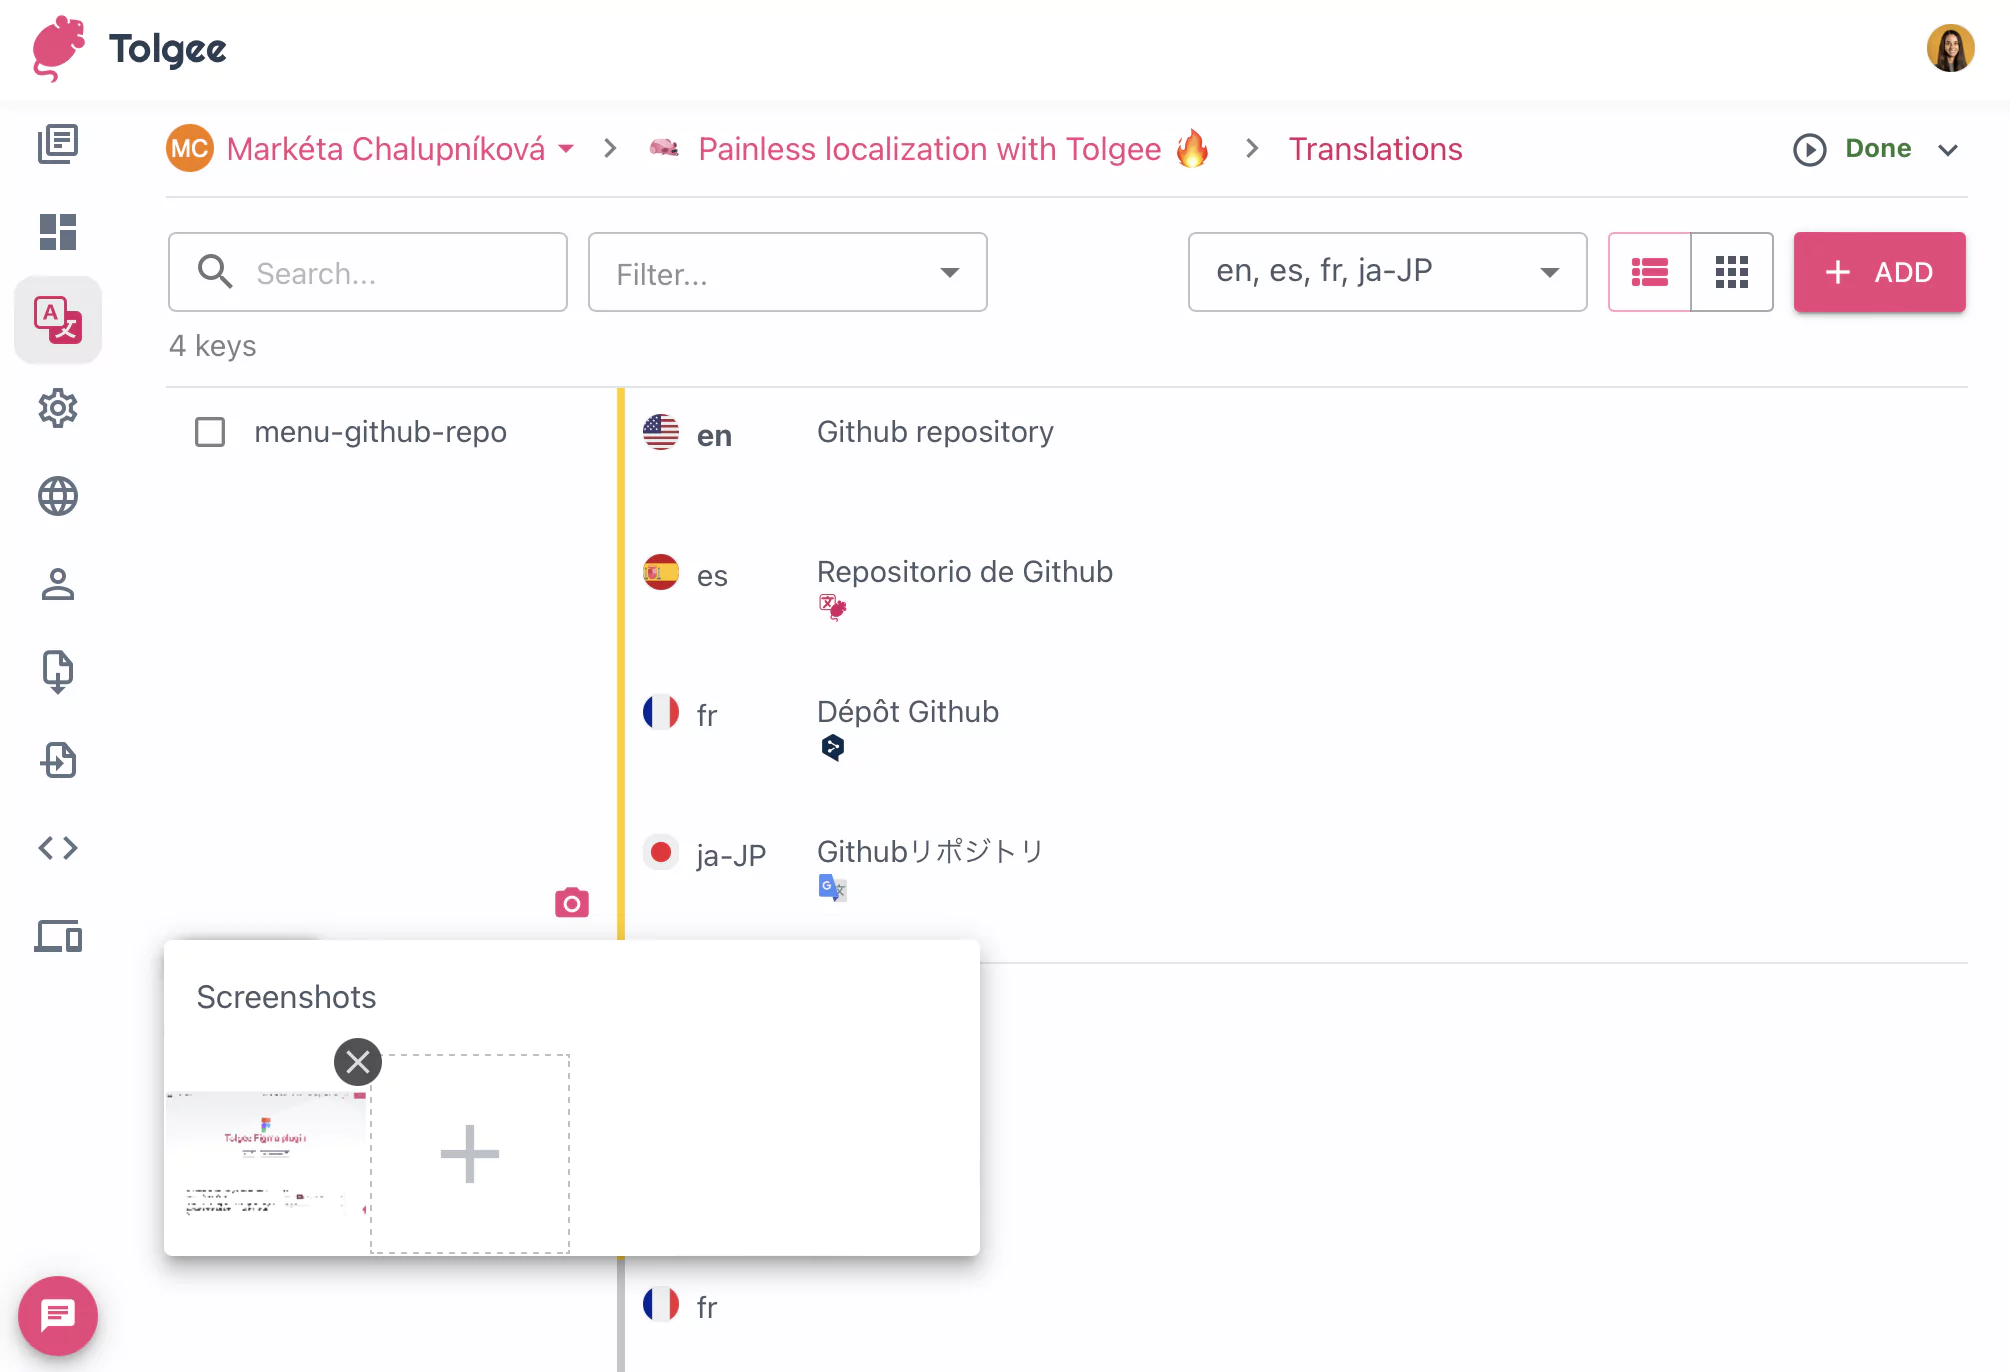 Tolgee
MC Markéta Chalupníková > Painless localization with Tolgee 🔥 > Translations
Done
Search...
Filter...
en, es, fr, ja-JP
+ ADD
4 keys
menu-github-repo
en Github repository
es Repositorio de Github
fr Dépôt Github
ja-JP Githubリポジトリ
Screenshots
Tolgee Figma plugin
fr